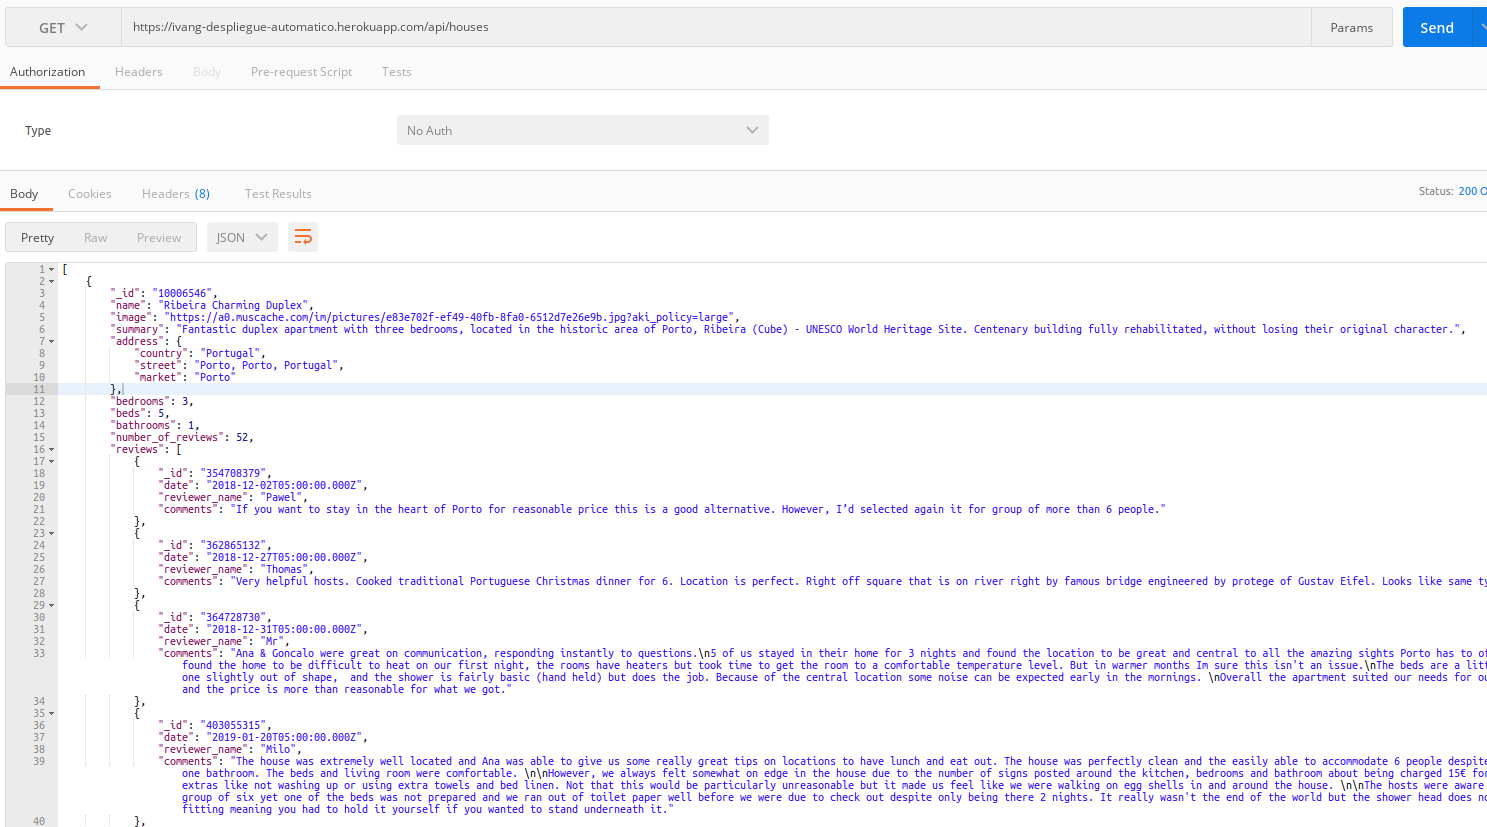 GET https://ivang-despliegue-automatico.herokuapp.com/api/houses Params Send
Authorization Headers Body Pre-request Script Tests
Type No Auth
Body Cookies Headers (8) Test Results Status: 200 O
Pretty Raw Preview JSON
1 [
2 {
3 "_id": "10006546",
4 "name": "Ribeira Charming Duplex",
5 "image": "https://a0.muscache.com/im/pictures/e83e702f-ef49-40fb-8fa0-6512d7e26e9b.jpg?aki_policy=large",
6 "summary": "Fantastic duplex apartment with three bedrooms, located in the historic area of Porto, Ribeira (Cube) - UNESCO World Heritage Site. Centenary building fully rehabilitated, without losing their original character.",
7 "address": {
8 "country": "Portugal",
9 "street": "Porto, Porto, Portugal",
10 "market": "Porto"
11 },
12 "bedrooms": 3,
13 "beds": 5,
14 "bathrooms": 1,
15 "number_of_reviews": 52,
16 "reviews": [
17 {
18 "_id": "354708379",
19 "date": "2018-12-02T05:00:00.000Z",
20 "reviewer_name": "Pawel",
21 "comments": "If you want to stay in the heart of Porto for reasonable price this is a good alternative. However, I’d selected again it for group of more than 6 people."
22 },
23 {
24 "_id": "362865132",
25 "date": "2018-12-27T05:00:00.000Z",
26 "reviewer_name": "Thomas",
27 "comments": "Very helpful hosts. Cooked traditional Portuguese Christmas dinner for 6. Location is perfect. Right off square that is on river right by famous bridge engineered by protege of Gustav Eifel. Looks like same ty
28 },
29 {
30 "_id": "364728730",
31 "date": "2018-12-31T05:00:00.000Z",
32 "reviewer_name": "Mr",
33 "comments": "Ana & Goncalo were great on communication, responding instantly to questions.\n5 of us stayed in their home for 3 nights and found the location to be great and central to all the amazing sights Porto has to of
found the home to be difficult to heat on our first night, the rooms have heaters but took time to get the room to a comfortable temperature level. But in warmer months Im sure this isn't an issue.\nThe beds are a litt
one slightly out of shape,  and the shower is fairly basic (hand held) but does the job. Because of the central location some noise can be expected early in the mornings. \nOverall the apartment suited our needs for ou
and the price is more than reasonable for what we got."
34 },
35 {
36 "_id": "403055315",
37 "date": "2019-01-20T05:00:00.000Z",
38 "reviewer_name": "Milo",
39 "comments": "The house was extremely well located and Ana was able to give us some really great tips on locations to have lunch and eat out. The house was perfectly clean and the easily able to accommodate 6 people despite
one bathroom. The beds and living room were comfortable. \n\nHowever, we always felt somewhat on edge in the house due to the number of signs posted around the kitchen, bedrooms and bathroom about being charged 15€ for
extras like not washing up or using extra towels and bed linen. Not that this would be particularly unreasonable but it made us feel like we were walking on egg shells in and around the house. \n\nThe hosts were aware
group of six yet one of the beds was not prepared and we ran out of toilet paper well before we were due to check out despite only being there 2 nights. It really wasn't the end of the world but the shower head does no
fitting meaning you had to hold it yourself if you wanted to stand underneath it."
40 },